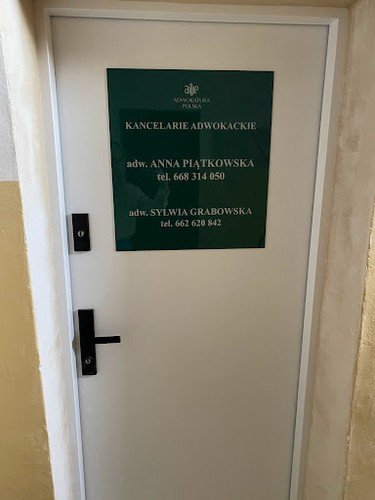 ADWOKATURA
POLSKA
KANCELARIE ADWOKACKIE
adw. ANNA PIĄTKOWSKA
tel. 668 314 050
adw. SYLWIA GRABOWSKA
tel. 662 620 842